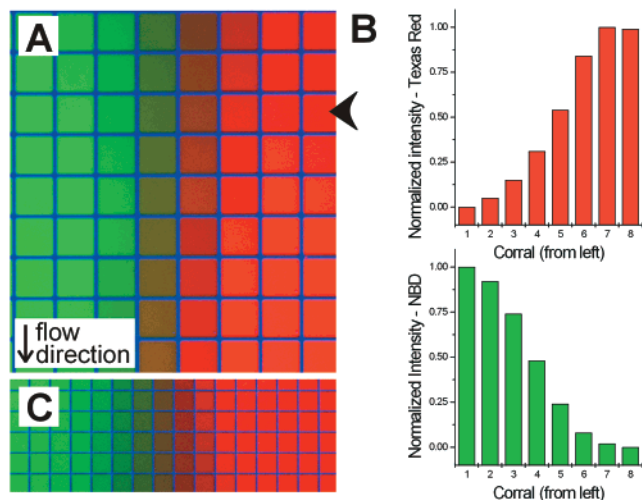 A
flow
direction
C
B
Normalized intensity - Texas Red
1.00
0.75
0.50
0.25
0.00
1 2 3 4 5 6 7 8
Corral (from left)
Normalized Intensity - NBD
1.00
0.75
0.50
0.25
0.00
1 2 3 4 5 6 7 8
Corral (from left)